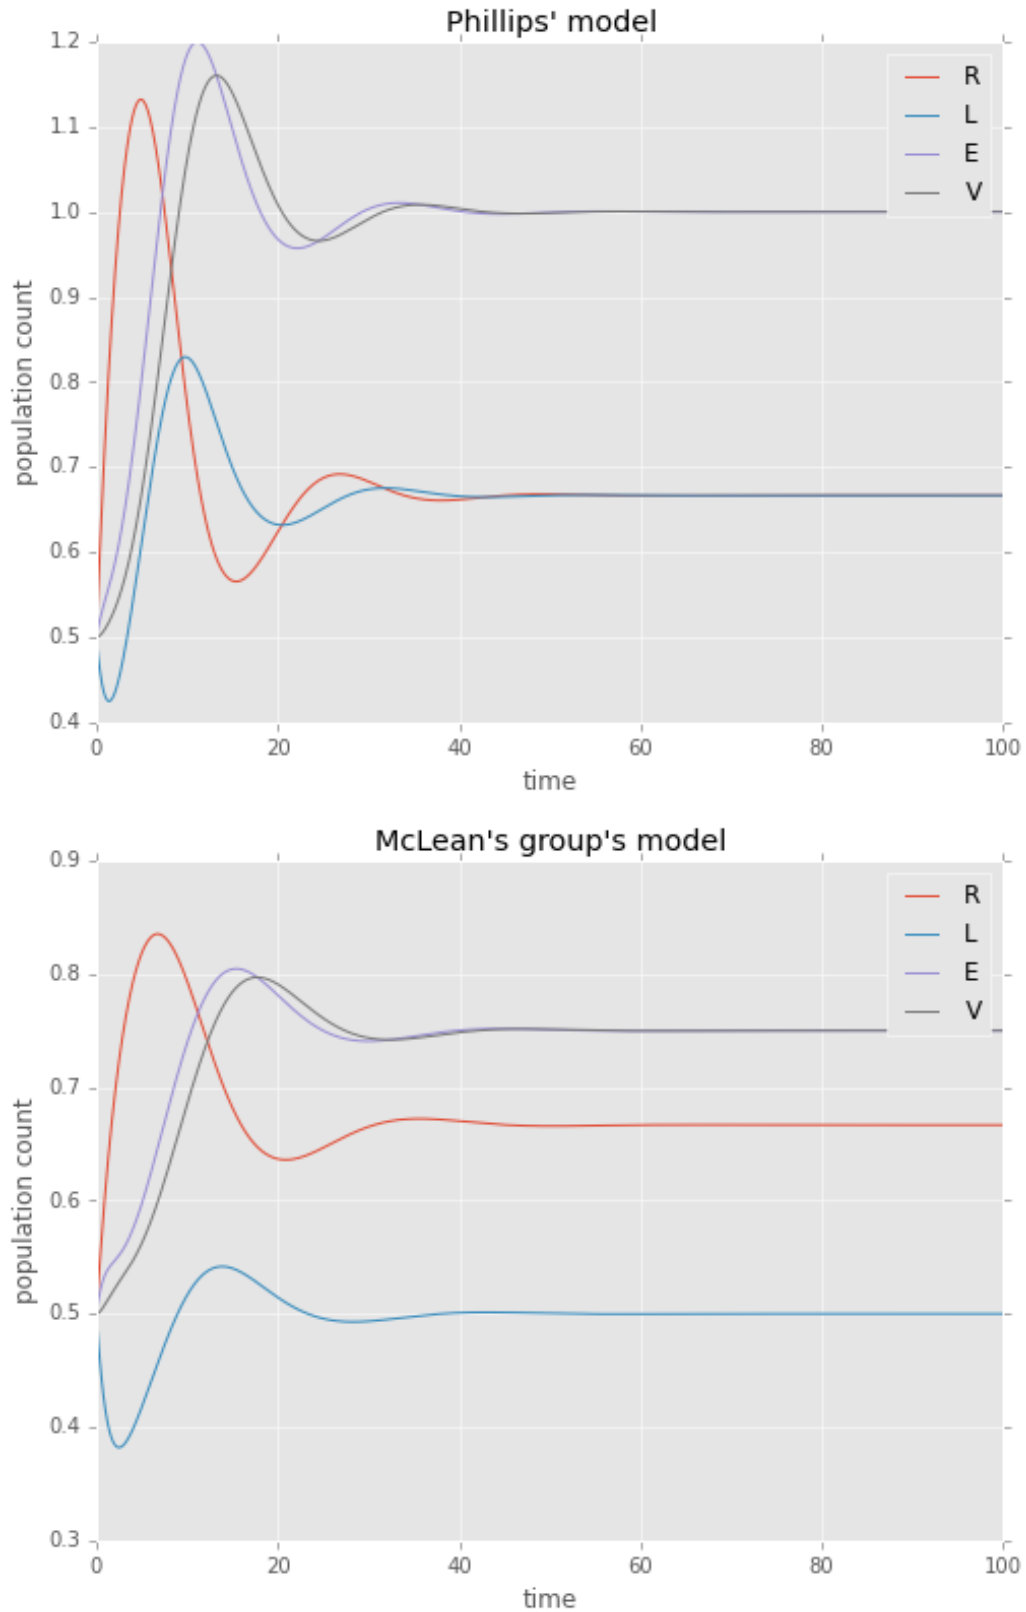 Phillips' model
1.2
1.1
1.0
0.9
0.8
0.7
0.6
0.5
0.4
population count
R
L
E
V
0 20 40 60 80 100
time
McLean's group's model
0.9
0.8
0.7
0.6
0.5
0.4
0.3
population count
R
L
E
V
0 20 40 60 80 100
time